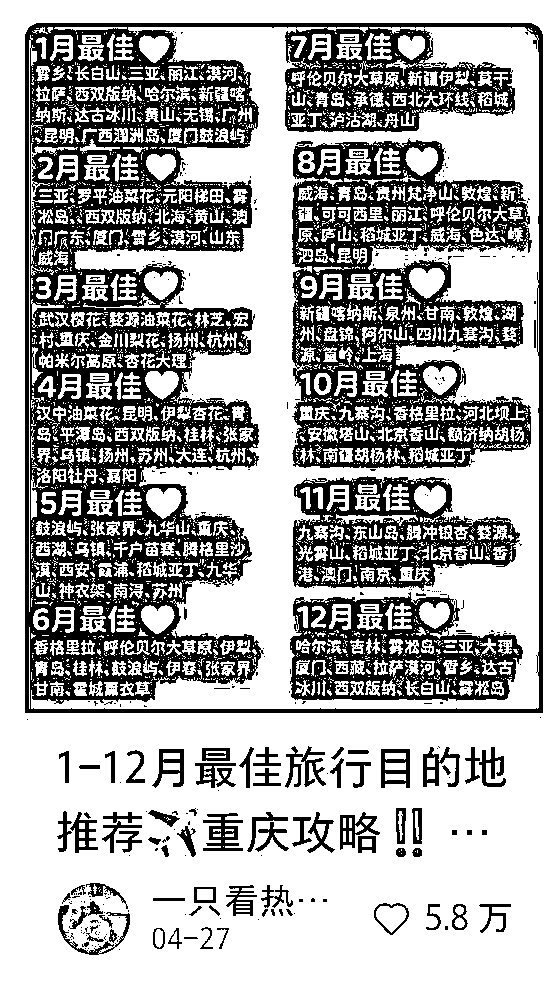 1月最佳
雾乡、长白山、三亚、丽江、漠河、
拉萨、西双版纳、哈尔滨、新疆喀
纳斯、达古冰川、黄山、无锡、广州
、昆明、广西涠洲岛、厦门鼓浪屿
2月最佳
三亚、罗平油菜花、元阳梯田、雾
凇岛、、西双版纳、北海、黄山、澳
门广东、厦门、雪乡、漠河、山东
威海
3月最佳
武汉樱花、婺源油菜花、林芝、宏
村、重庆、金川梨花、扬州、杭州、
帕米尔高原、杏花大理
4月最佳
汉中油菜花、昆明、伊犁杏花、青
岛、平潭岛、西双版纳、桂林、张家
界、乌镇、扬州、苏州、大连、杭州、
洛阳牡丹、襄阳
5月最佳
鼓浪屿、张家界、九华山、重庆、
西湖、乌镇、千户苗寨、腾格里沙
漠、西安、霞浦、稻城亚丁、九华
山、神农架、南浔、苏州
6月最佳
香格里拉、呼伦贝尔大草原、伊犁
青岛、桂林、鼓浪屿、伊春、张家界
甘南、霍城薰衣草
7月最佳
呼伦贝尔大草原、新疆伊犁、莫干
山、青岛、承德、西北大环线、稻城
亚丁、泸沽湖、舟山
8月最佳
威海、青岛、贵州梵净山、敦煌、新
疆、可可西里、丽江、呼伦贝尔大草
原、庐山、稻城亚丁、威海、色达、嵊
泗岛、昆明
9月最佳
新疆喀纳斯、泉州、甘南、敦煌、湖
州、盘锦、阿尔山、四川九寨沟、婺
源、篁岭、上海
10月最佳
重庆、九寨沟、香格里拉、河北坝上
、安徽塔山、北京香山、额济纳胡杨
林、南疆胡杨林、稻城亚丁
11月最佳
九寨沟、东山岛、腾冲银杏、婺源、
光雾山、稻城亚丁、北京香山、香
港、澳门、南京、重庆
12月最佳
哈尔滨、吉林、雾凇岛、三亚、大理、
厦门、西藏、拉萨漠河、雪乡、达古
冰川、西双版纳、长白山、雾凇岛
1-12月最佳旅行目的地
推荐✈️重庆攻略‼️ …
一只看热…
04-27
5.8 万